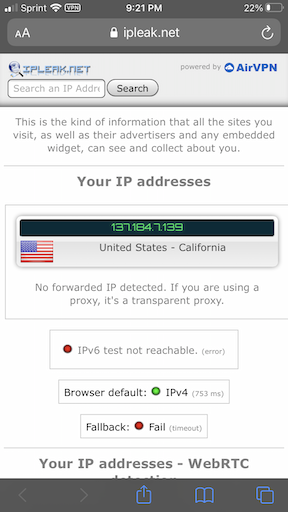 Sprint VPN 9:21 PM 22%
AA ipleak.net
IPLEAK.NET powered by AirVPN
Search an IP Addre Search
This is the kind of information that all the sites you
visit, as well as their advertisers and any embedded
widget, can see and collect about you.
Your IP addresses
137.184.7.139
United States - California
No forwarded IP detected. If you are using a
proxy, it's a transparent proxy.
IPv6 test not reachable. (error)
Browser default: IPv4 (753 ms)
Fallback: Fail (timeout)
Your IP addresses - WebRTC
detection